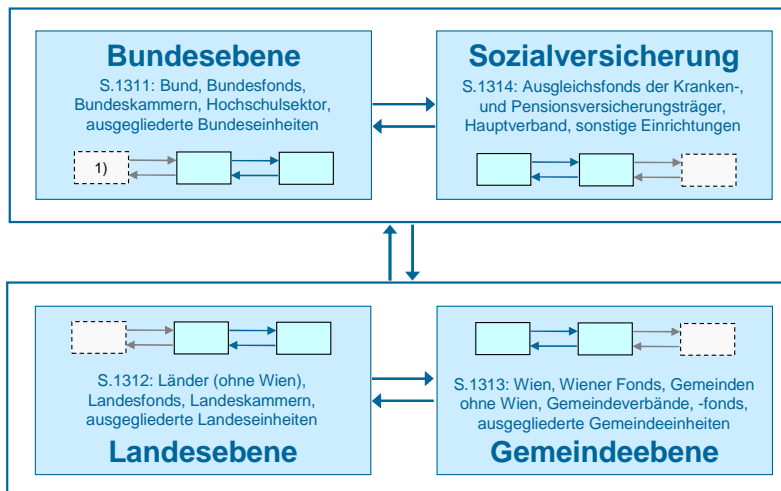 Bundesebene
S.1311: Bund, Bundesfonds,
Bundeskammern, Hochschulsektor,
ausgegliederte Bundeseinheiten
1)
Sozialversicherung
S.1314: Ausgleichsfonds der Kranken-,
und Pensionsversicherungsträger,
Hauptverband, sonstige Einrichtungen
S.1312: Länder (ohne Wien),
Landesfonds, Landeskammern,
ausgegliederte Landeseinheiten
Landesebene
S.1313: Wien, Wiener Fonds, Gemeinden
ohne Wien, Gemeindeverbände, -fonds,
ausgegliederte Gemeindeeinheiten
Gemeindeebene